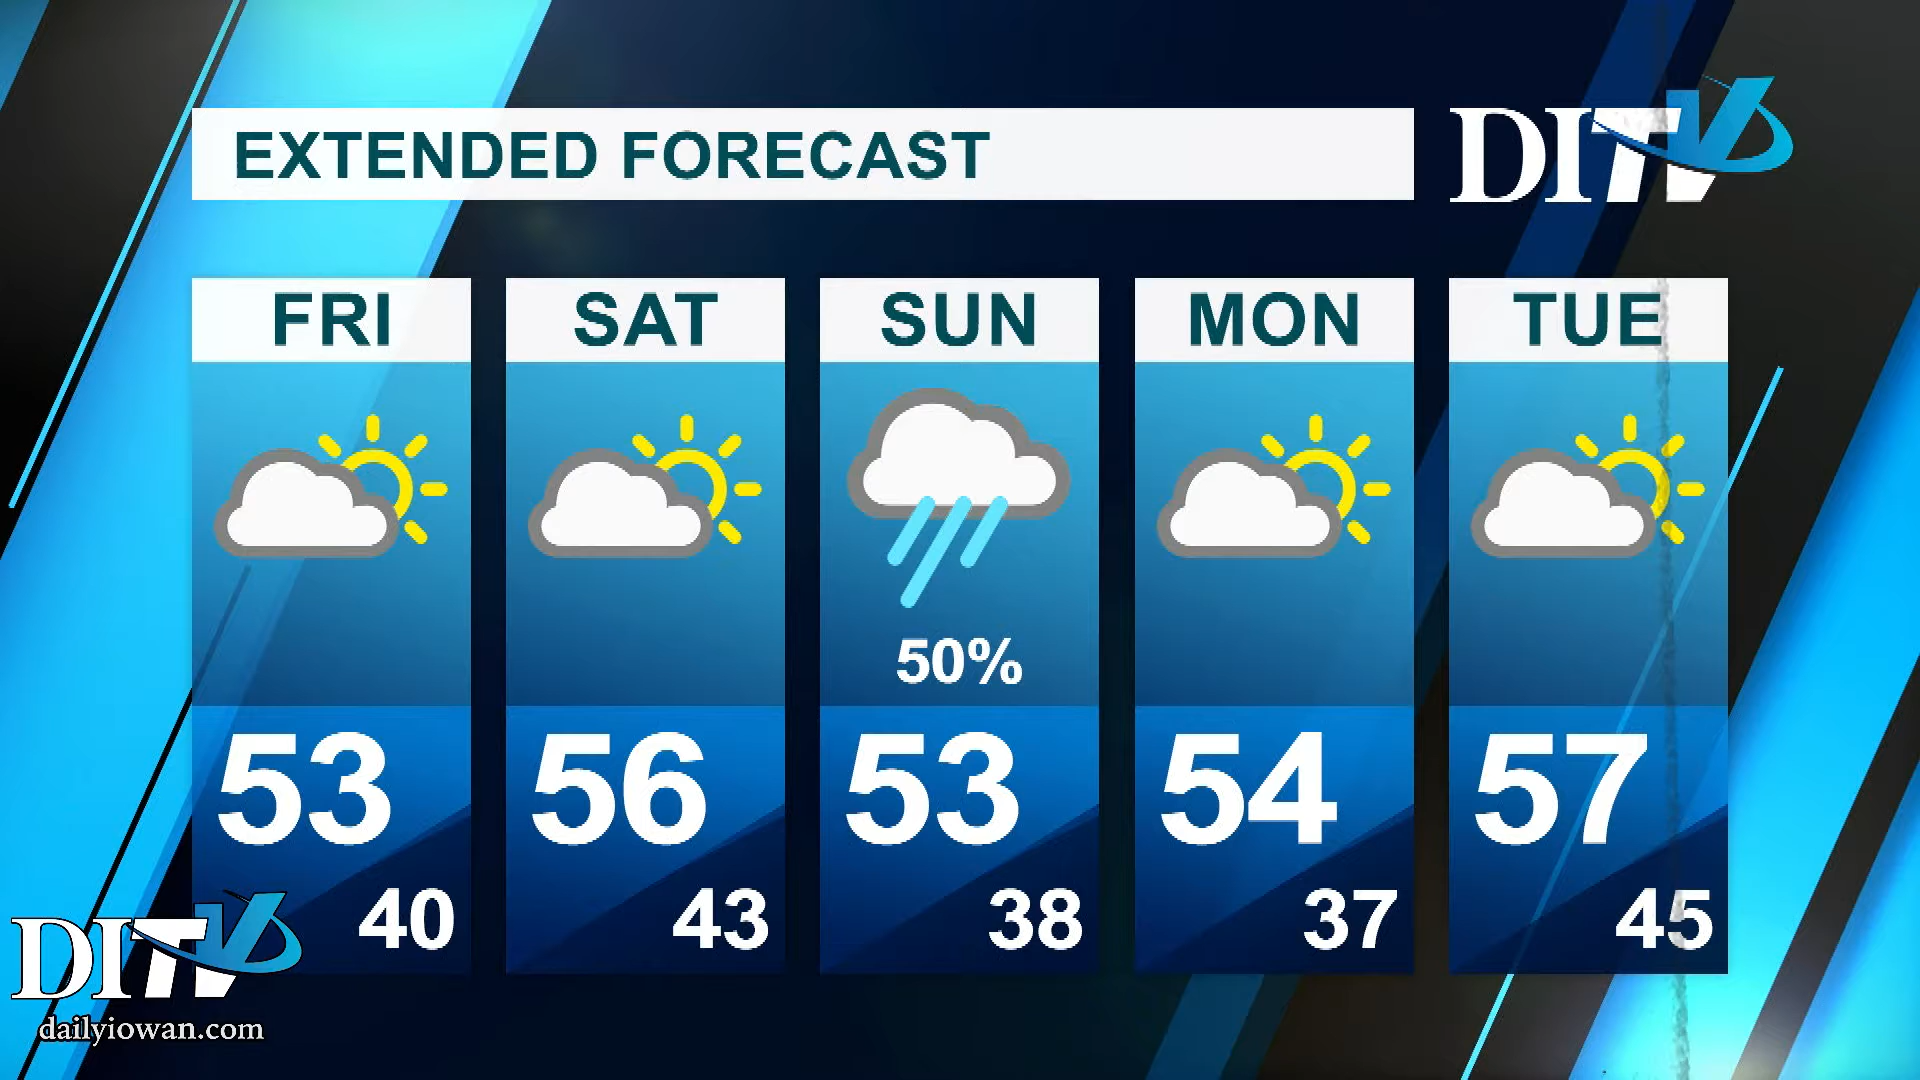 EXTENDED FORECAST
DITV
FRI
SAT
SUN
MON
TUE
50%
53
56
53
54
57
40
43
38
37
45
DITV
dailyiowan.com